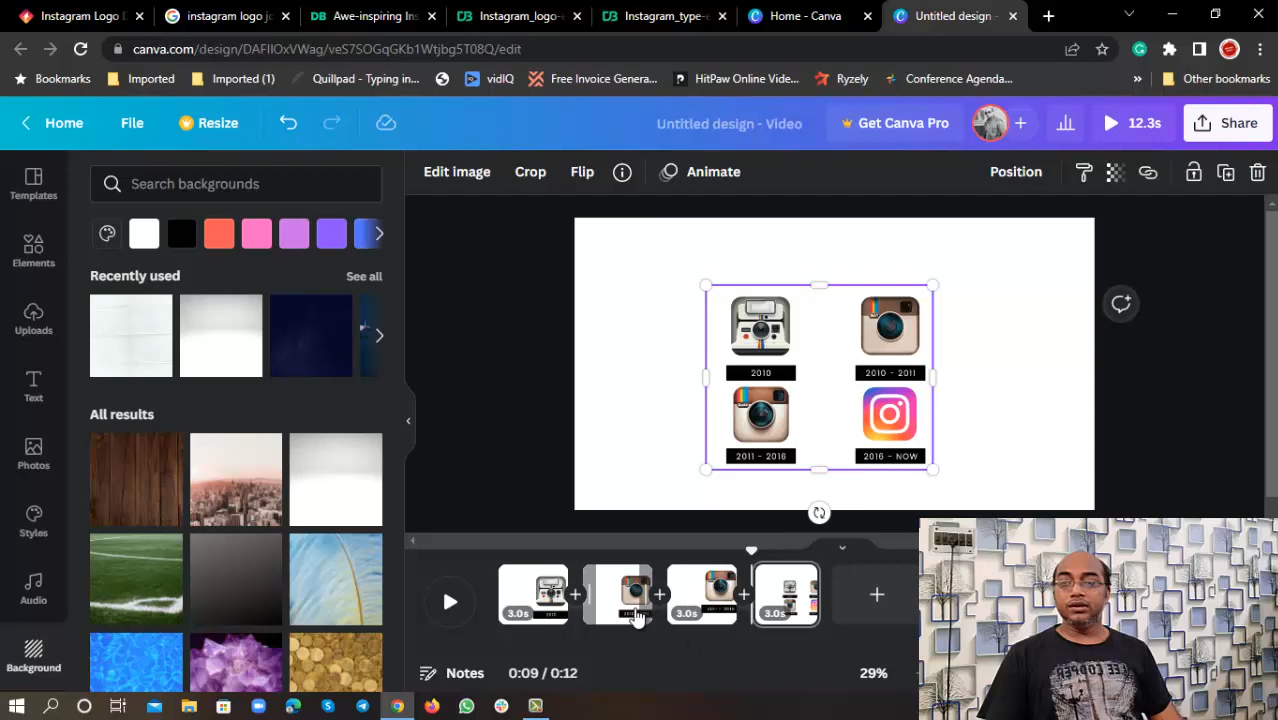 Instagram Logo D
instagram logo jo
Awe-inspiring Ins
Instagram_logo-e
Instagram_type-e
Home - Canva
Untitled design -
canva.com/design/DAFIIOxVWag/veS7SOGqGKb1Wtjbg5T08Q/edit
Bookmarks
Imported
Imported (1)
Quillpad - Typing in...
vidIQ
Free Invoice Genera...
HitPaw Online Vide...
Ryzely
Conference Agenda...
Other bookmarks
Home
File
Resize
Untitled design - Video
Get Canva Pro
12.3s
Share
Templates
Elements
Uploads
Text
Photos
Styles
Audio
Background
Search backgrounds
Recently used
See all
All results
Edit image
Crop
Flip
Animate
Position
2010
2010 - 2011
2011 - 2016
2016 - NOW
3.0s
3.0s
3.0s
Notes
0:09 / 0:12
29%